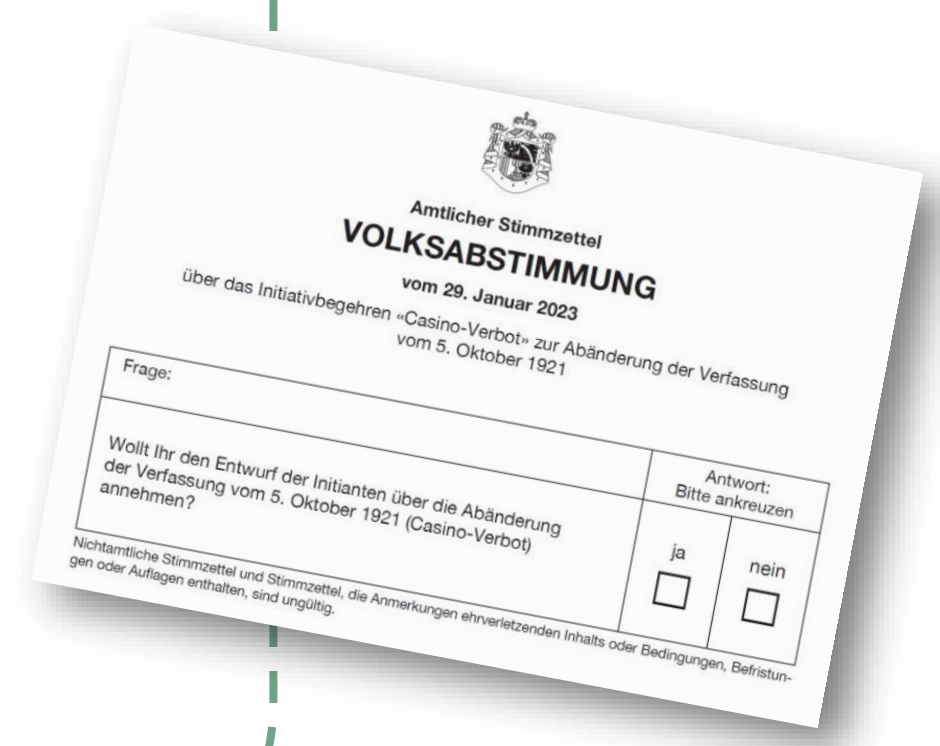 Amtlicher Stimmzettel
VOLKSABSTIMMUNG
vom 29. Januar 2023
über das Initiativbegehren «Casino-Verbot» zur Abänderung der Verfassung
vom 5. Oktober 1921
Frage:
Antwort:
Bitte ankreuzen
Wollt Ihr den Entwurf der Initianten über die Abänderung
der Verfassung vom 5. Oktober 1921 (Casino-Verbot)
annehmen?
ja
nein
Nichtamtliche Stimmzettel und Stimmzettel, die Anmerkungen ehrverletzenden Inhalts oder Bedingungen, Befristun-
gen oder Auflagen enthalten, sind ungültig.